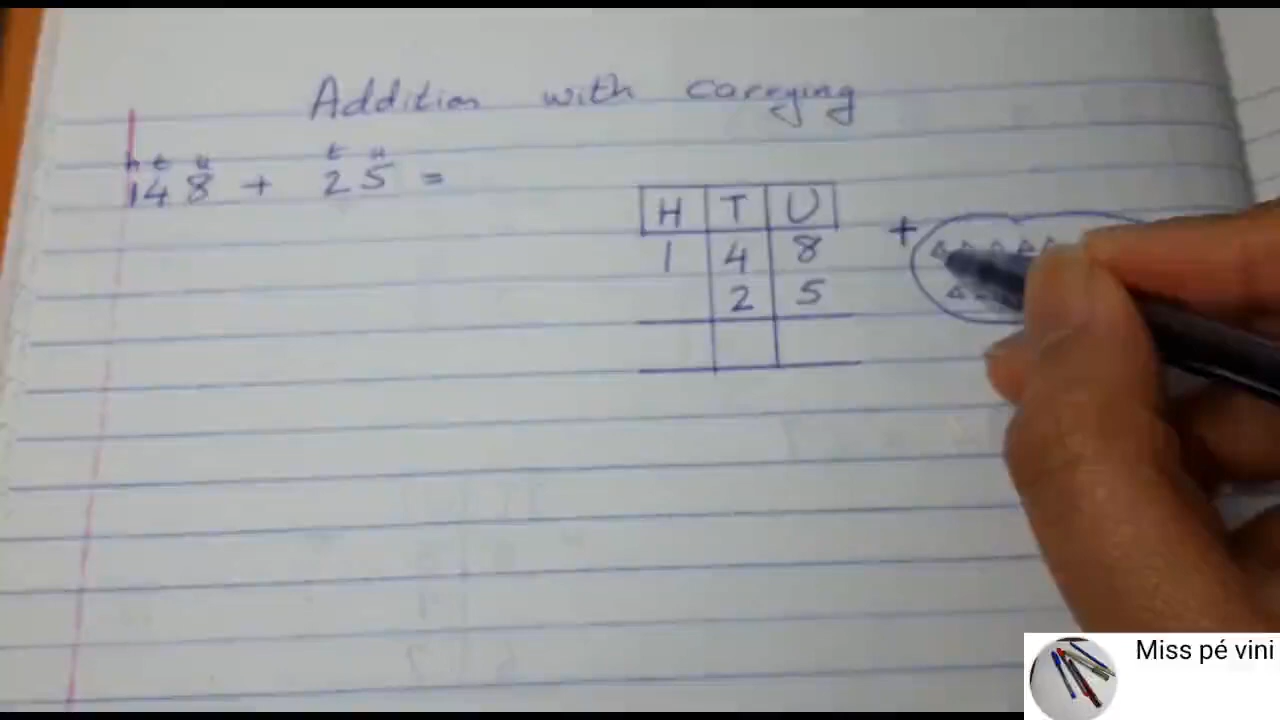 Addition with carrying
h t u t u
148 + 25 =
H T U
1 4 8 +
2 5
Miss pé vini